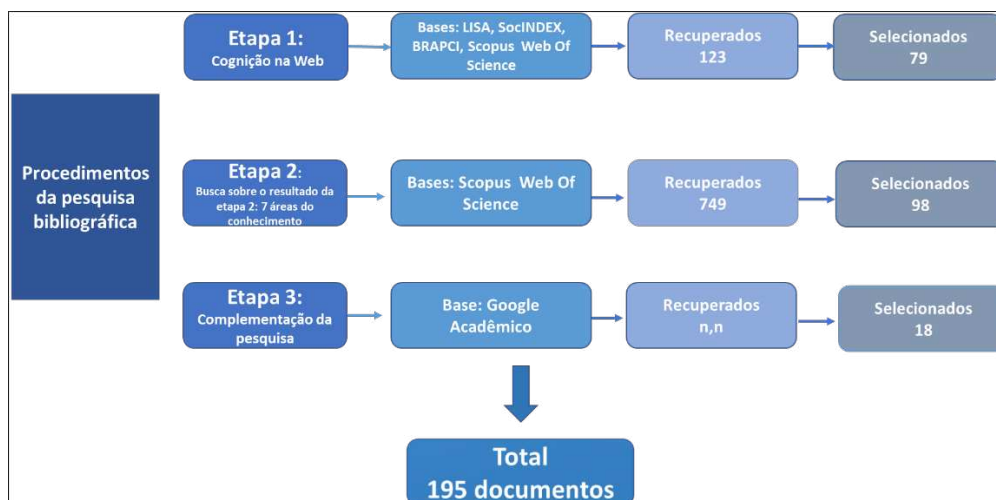 Procedimentos
da pesquisa
bibliográfica
Etapa 1:
Cognição na Web
Bases: LISA, SocINDEX,
BRAPCI, Scopus Web Of
Science
Recuperados
123
Selecionados
79
Etapa 2:
Busca sobre o resultado da
etapa 2: 7 áreas do
conhecimento
Bases: Scopus Web Of
Science
Recuperados
749
Selecionados
98
Etapa 3:
Complementação da
pesquisa
Base: Google
Acadêmico
Recuperados
n,n
Selecionados
18
Total
195 documentos